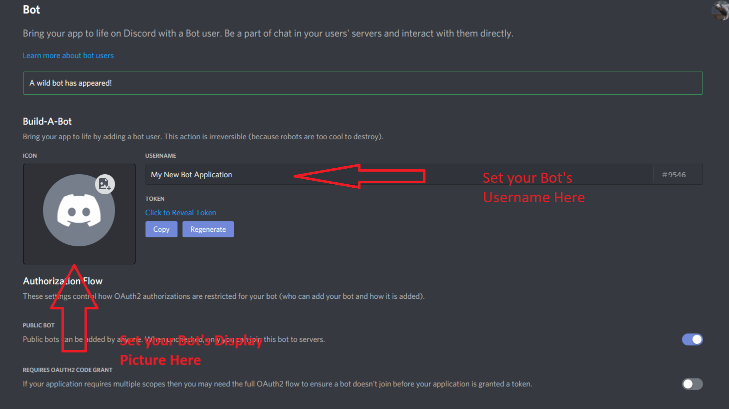 Bot
Bring your app to life on Discord with a Bot user. Be a part of chat in your users' servers and interact with them directly.
Learn more about bot users
A wild bot has appeared!
Build-A-Bot
Bring your app to life by adding a bot user. This action is irreversible (because robots are too cool to destroy).
ICON
USERNAME
My New Bot Application
#9546
Set your Bot's
Username Here
TOKEN
Click to Reveal Token
Copy
Regenerate
Authorization Flow
These settings control how OAuth2 authorizations are restricted for your bot (who can add your bot and how it is added).
PUBLIC BOT
Public bots can be added by anyone. When unchecked, only you can join this bot to servers.
Set your Bot's Display
Picture Here
REQUIRES OAUTH2 CODE GRANT
If your application requires multiple scopes then you may need the full OAuth2 flow to ensure a bot doesn't join before your application is granted a token.